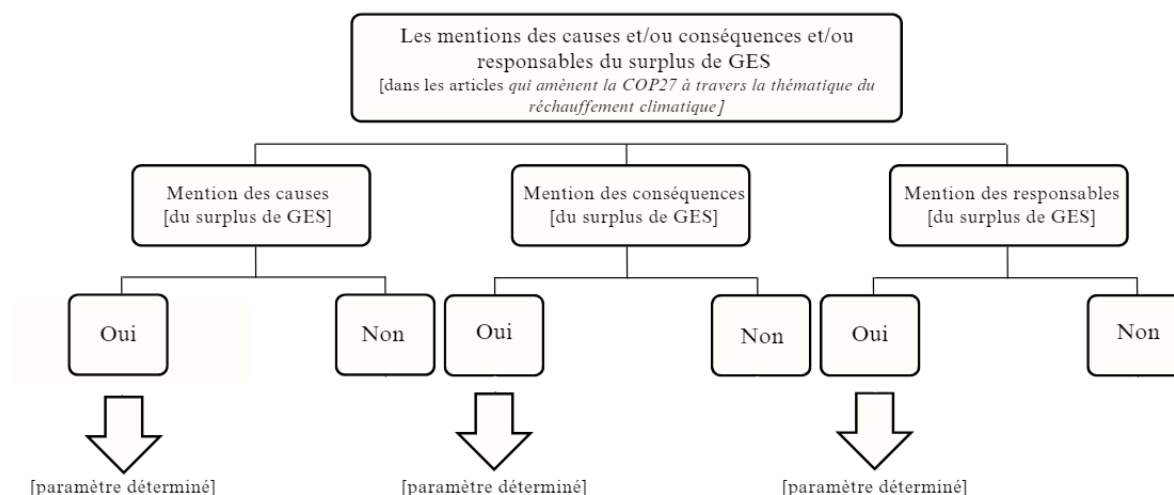 Les mentions des causes et/ou conséquences et/ou
responsables du surplus de GES
[dans les articles qui amènent la COP27 à travers la thématique du
réchauffement climatique]
Mention des causes
[du surplus de GES]
Mention des conséquences
[du surplus de GES]
Mention des responsables
[du surplus de GES]
Oui
Non
Oui
Non
Oui
Non
[paramètre déterminé]
[paramètre déterminé]
[paramètre déterminé]